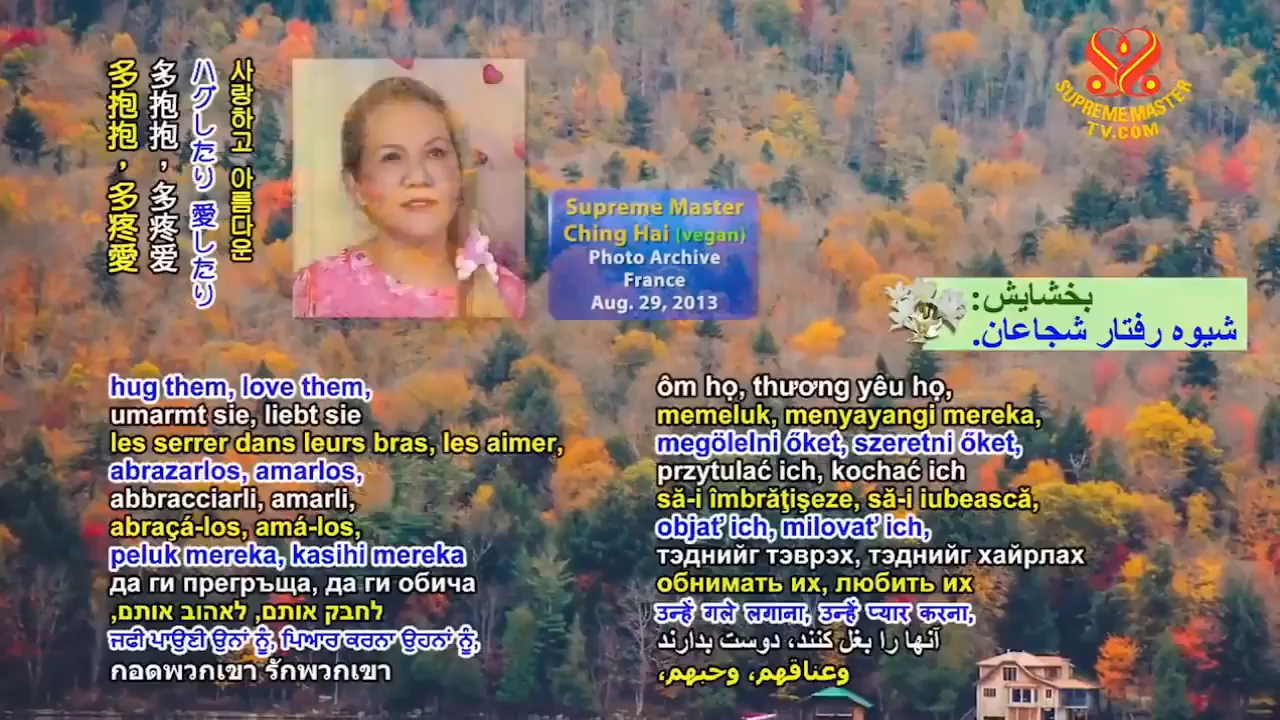 多抱抱，多疼愛
多抱抱，多疼爱
ハグしたり 愛したり
사랑하고 아름다운
Supreme Master
Ching Hai (vegan)
Photo Archive
France
Aug. 29, 2013
SUPREME MASTER
TV.COM
بخشایش:
شیوه رفتار شجاعان.
hug them, love them,
umarmt sie, liebt sie
les serrer dans leurs bras, les aimer,
abrazarlos, amarlos,
abbracciarli, amarli,
abraçá-los, amá-los,
peluk mereka, kasihi mereka
да ги прегръща, да ги обича
לחבק אותם, לאהוב אותם,
ਜਫੀ ਪਾਉਣੀ ਉਨਾਂ ਨੂੰ, ਪਿਆਰ ਕਰਨਾ ਉਹਨਾਂ ਨੂੰ,
กอดพวกเขา รักพวกเขา
ôm họ, thương yêu họ,
memeluk, menyayangi mereka,
megölelni őket, szeretni őket,
przytulać ich, kochać ich
să-i îmbrăţişeze, să-i iubească,
objať ich, milovať ich,
тэднийг тэврэх, тэднийг хайрлах
обнимать их, любить их
उन्हें गले लगाना, उन्हें प्यार करना,
آنها را بغل کنند، دوست بدارند
وعناقهم، وحبهم،